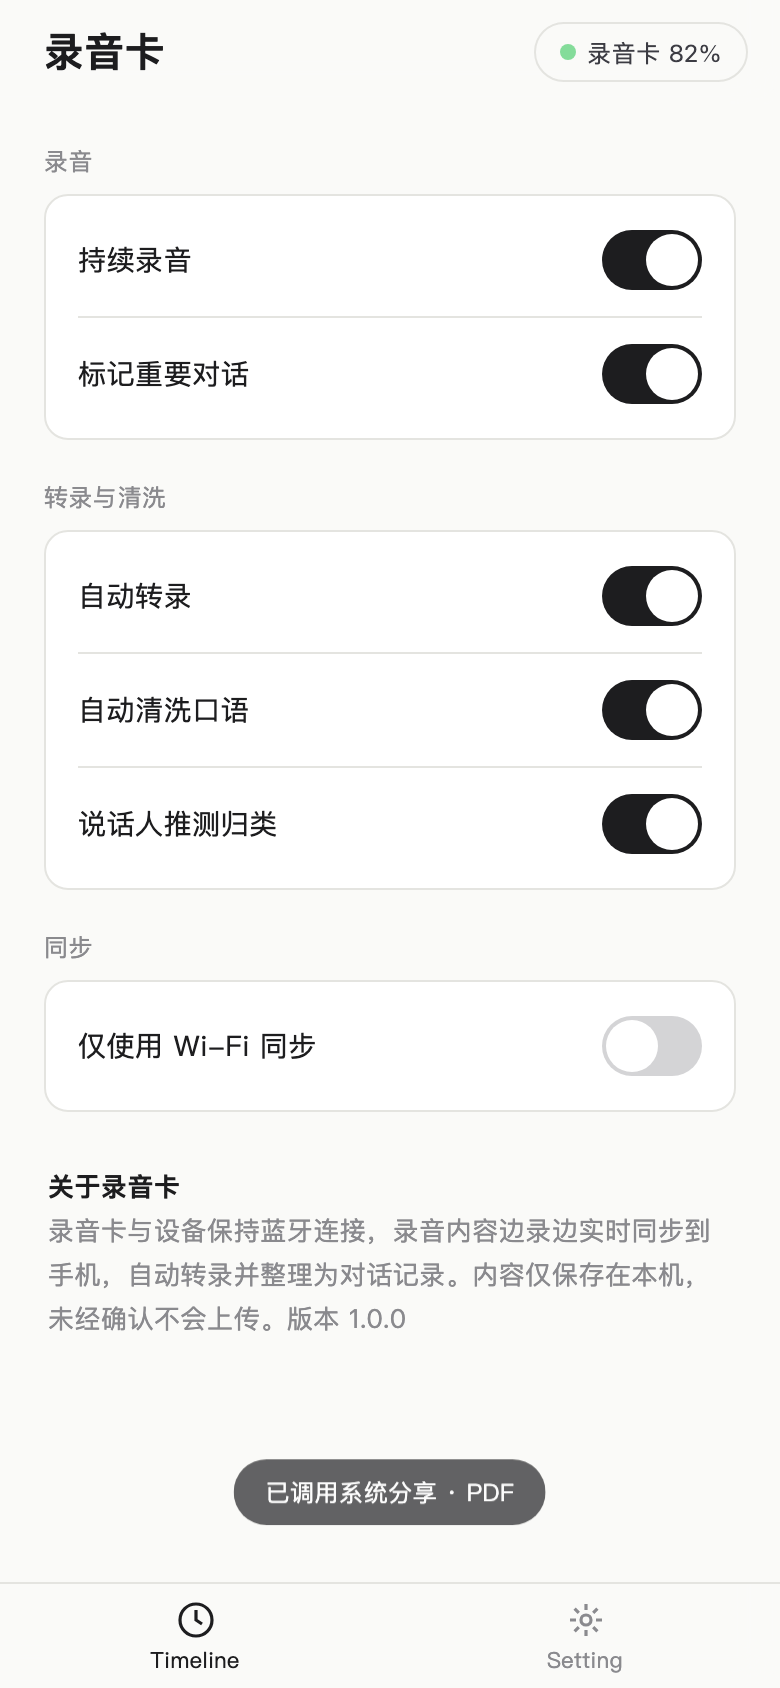 录音卡
录音卡 82%
录音
持续录音
标记重要对话
转录与清洗
自动转录
自动清洗口语
说话人推测归类
同步
仅使用 Wi–Fi 同步
关于录音卡
录音卡与设备保持蓝牙连接，录音内容边录边实时同步到
手机，自动转录并整理为对话记录。内容仅保存在本机，
未经确认不会上传。版本 1.0.0
已调用系统分享 · PDF
Timeline
Setting